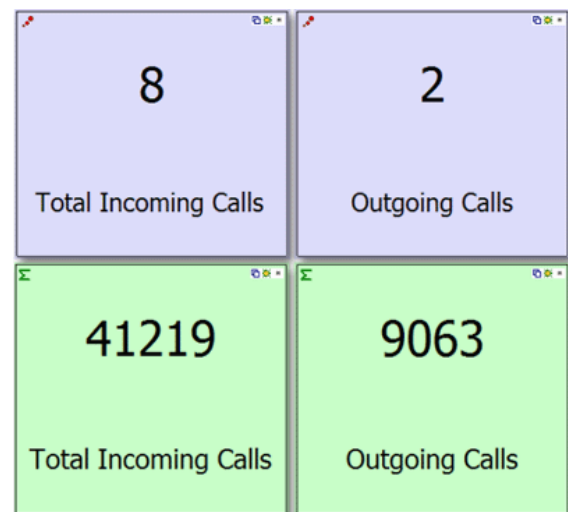 8
2
Total Incoming Calls
Outgoing Calls
Σ
Σ
41219
9063
Total Incoming Calls
Outgoing Calls